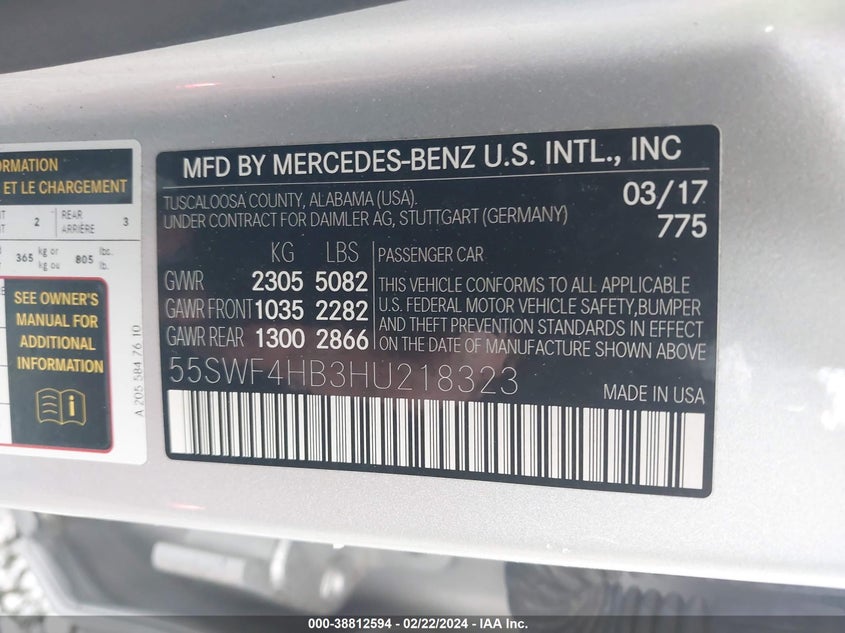 ORMATION
ET LE CHARGEMENT
2 REAR 3
ARRIÈRE
365 kg or 805 lbs.
kg ou lb.
SEE OWNER'S
MANUAL FOR
ADDITIONAL
INFORMATION
A 205 584 76 10
MFD BY MERCEDES-BENZ U.S. INTL., INC
TUSCALOOSA COUNTY, ALABAMA (USA). 03/17
UNDER CONTRACT FOR DAIMLER AG, STUTTGART (GERMANY) 775
KG LBS PASSENGER CAR
GVWR 2305 5082 THIS VEHICLE CONFORMS TO ALL APPLICABLE
GAWR FRONT 1035 2282 U.S. FEDERAL MOTOR VEHICLE SAFETY,BUMPER
AND THEFT PREVENTION STANDARDS IN EFFECT
GAWR REAR 1300 2866 ON THE DATE OF MANUFACTURE SHOWN ABOVE
55SWF4HB3HU218323
MADE IN USA
000-38812594 - 02/22/2024 - IAA Inc.